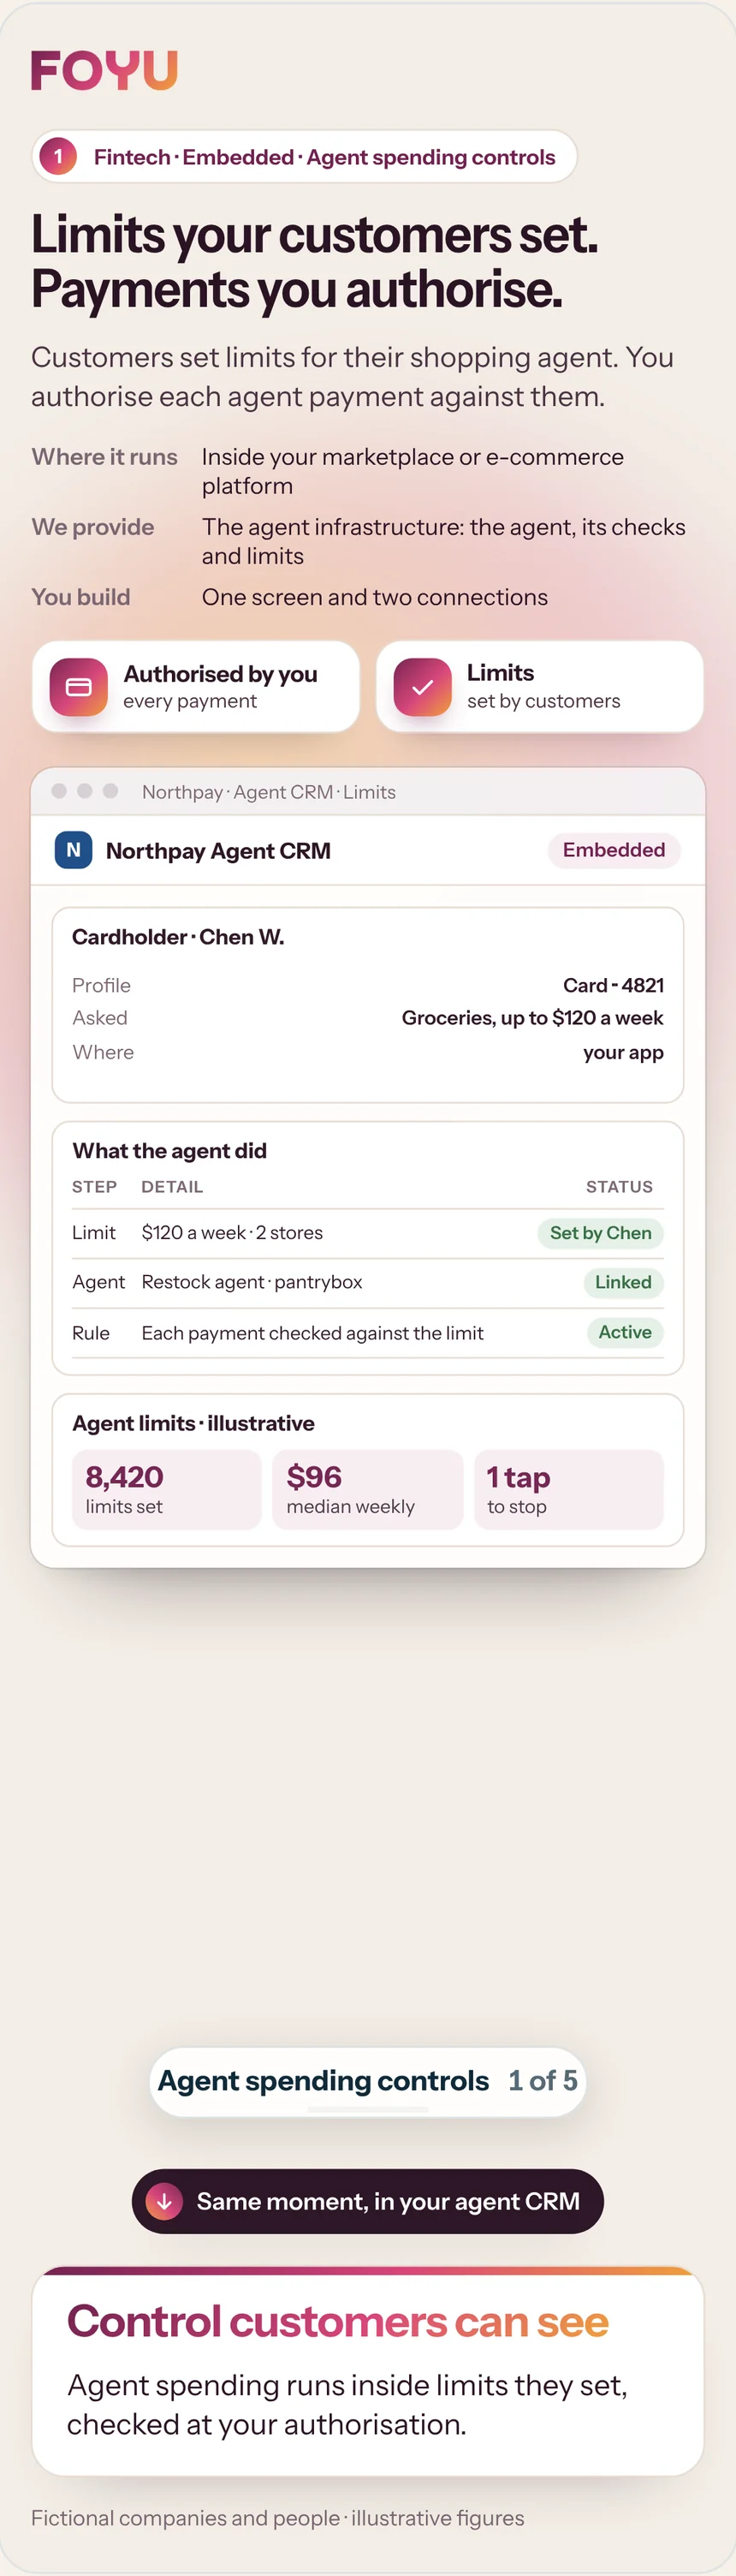 FOYU
1 Fintech · Embedded · Agent spending controls
Limits your customers set.
Payments you authorise.
Customers set limits for their shopping agent. You
authorise each agent payment against them.
Where it runs Inside your marketplace or e-commerce
platform
We provide The agent infrastructure: the agent, its checks
and limits
You build One screen and two connections
Authorised by you
every payment
Limits
set by customers
Northpay · Agent CRM · Limits
N Northpay Agent CRM Embedded
Cardholder · Chen W.
Profile Card - 4821
Asked Groceries, up to $120 a week
Where your app
What the agent did
STEP DETAIL STATUS
Limit $120 a week · 2 stores Set by Chen
Agent Restock agent · pantrybox Linked
Rule Each payment checked against the limit Active
Agent limits · illustrative
8,420 $96 1 tap
limits set median weekly to stop
Agent spending controls 1 of 5
Same moment, in your agent CRM
Control customers can see
Agent spending runs inside limits they set,
checked at your authorisation.
Fictional companies and people · illustrative figures